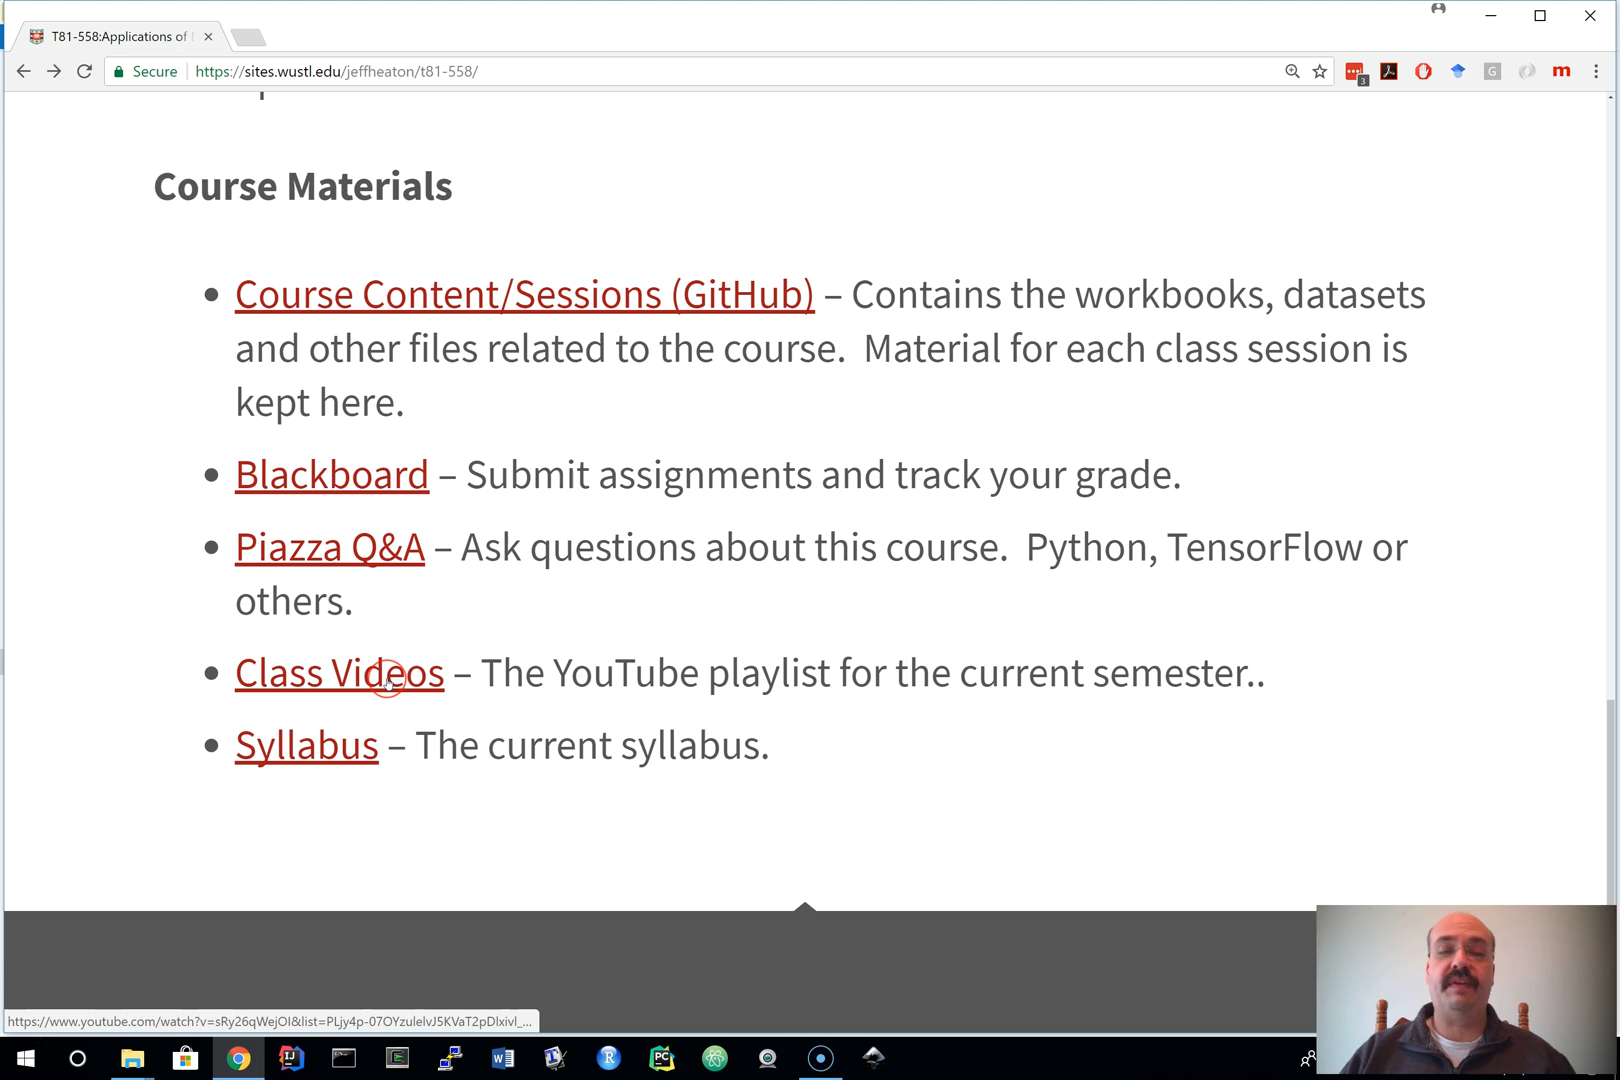 T81-558:Applications of
Secure
https://sites.wustl.edu/jeffheaton/t81-558/
3
G
m
Course Materials
Course Content/Sessions (GitHub) – Contains the workbooks, datasets
and other files related to the course. Material for each class session is
kept here.
Blackboard – Submit assignments and track your grade.
Piazza Q&A – Ask questions about this course. Python, TensorFlow or
others.
Class Videos – The YouTube playlist for the current semester..
Syllabus – The current syllabus.
https://www.youtube.com/watch?v=sRy26qWejOI&list=PLjy4p-07OYzulelvJ5KVaT2pDlxivl_...
IJ
W
R
PC